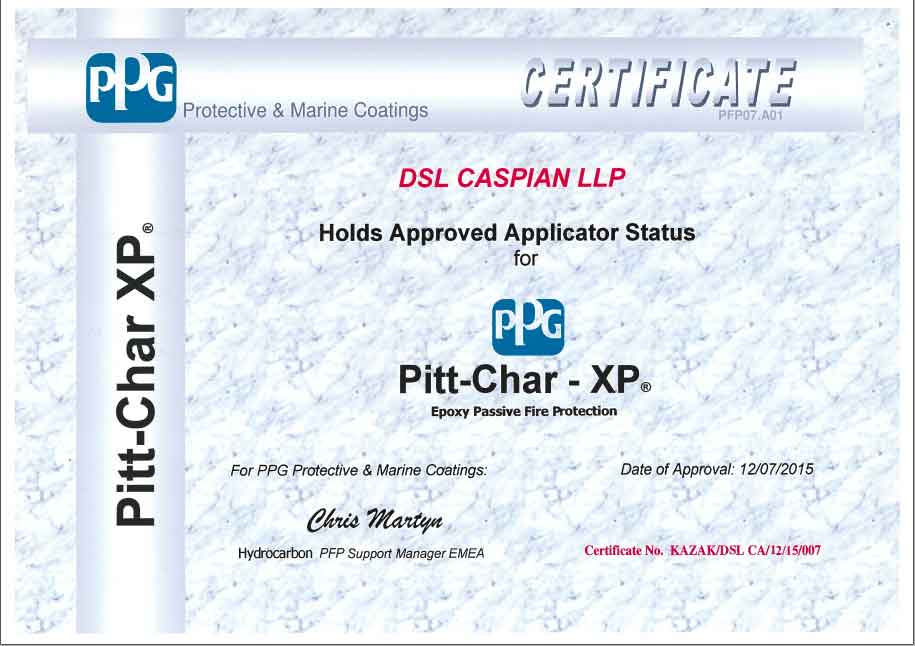 PPG
Protective & Marine Coatings
CERTIFICATE
PFP07.A01
Pitt-Char XP®
DSL CASPIAN LLP
Holds Approved Applicator Status
for
PPG
Pitt-Char - XP®
Epoxy Passive Fire Protection
For PPG Protective & Marine Coatings:
Date of Approval: 12/07/2015
Chris Martyn
Hydrocarbon PFP Support Manager EMEA
Certificate No. KAZAK/DSL CA/12/15/007